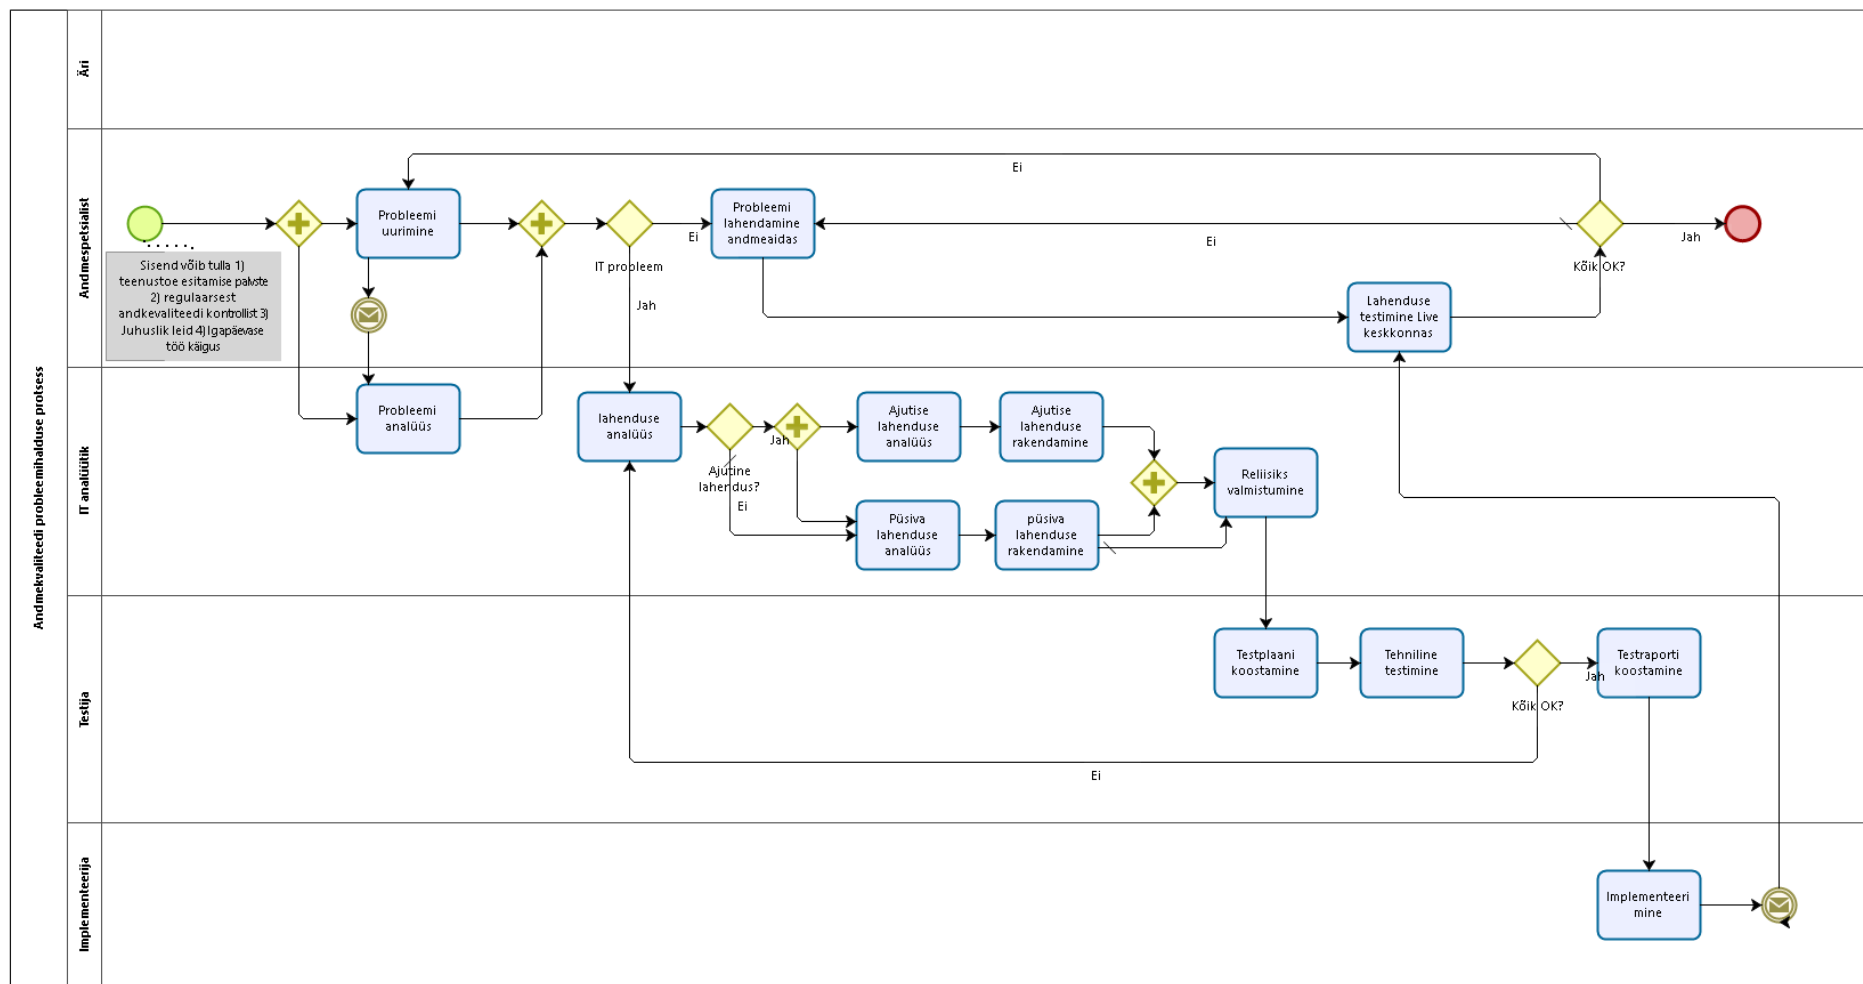 Andmekvaliteedi probleemihalduse protsess
Äri
Andmespetsialist
Sisend võib tulla 1)
teenustoe esitamise palvste
2) regulaarsest
andkevaliteedi kontrollist 3)
Juhuslik leid 4) Igapäevase
töö käigus
Probleemi
uurimine
IT probleem
Ei
Jah
Probleemi
lahendamine
andmeaidas
Ei
Ei
Lahenduse
testimine Live
keskkonnas
Kõik OK?
Jah
IT analüütik
Probleemi
analüüs
lahenduse
analüüs
Ajutine
lahendus?
Jah
Ei
Ajutise
lahenduse
analüüs
Ajutise
lahenduse
rakendamine
Püsiva
lahenduse
analüüs
püsiva
lahenduse
rakendamine
Reliisiks
valmistumine
Testija
Testplaani
koostamine
Tehniline
testimine
Kõik OK?
Jah
Ei
Testraporti
koostamine
Implementeerija
Implementeeri
mine